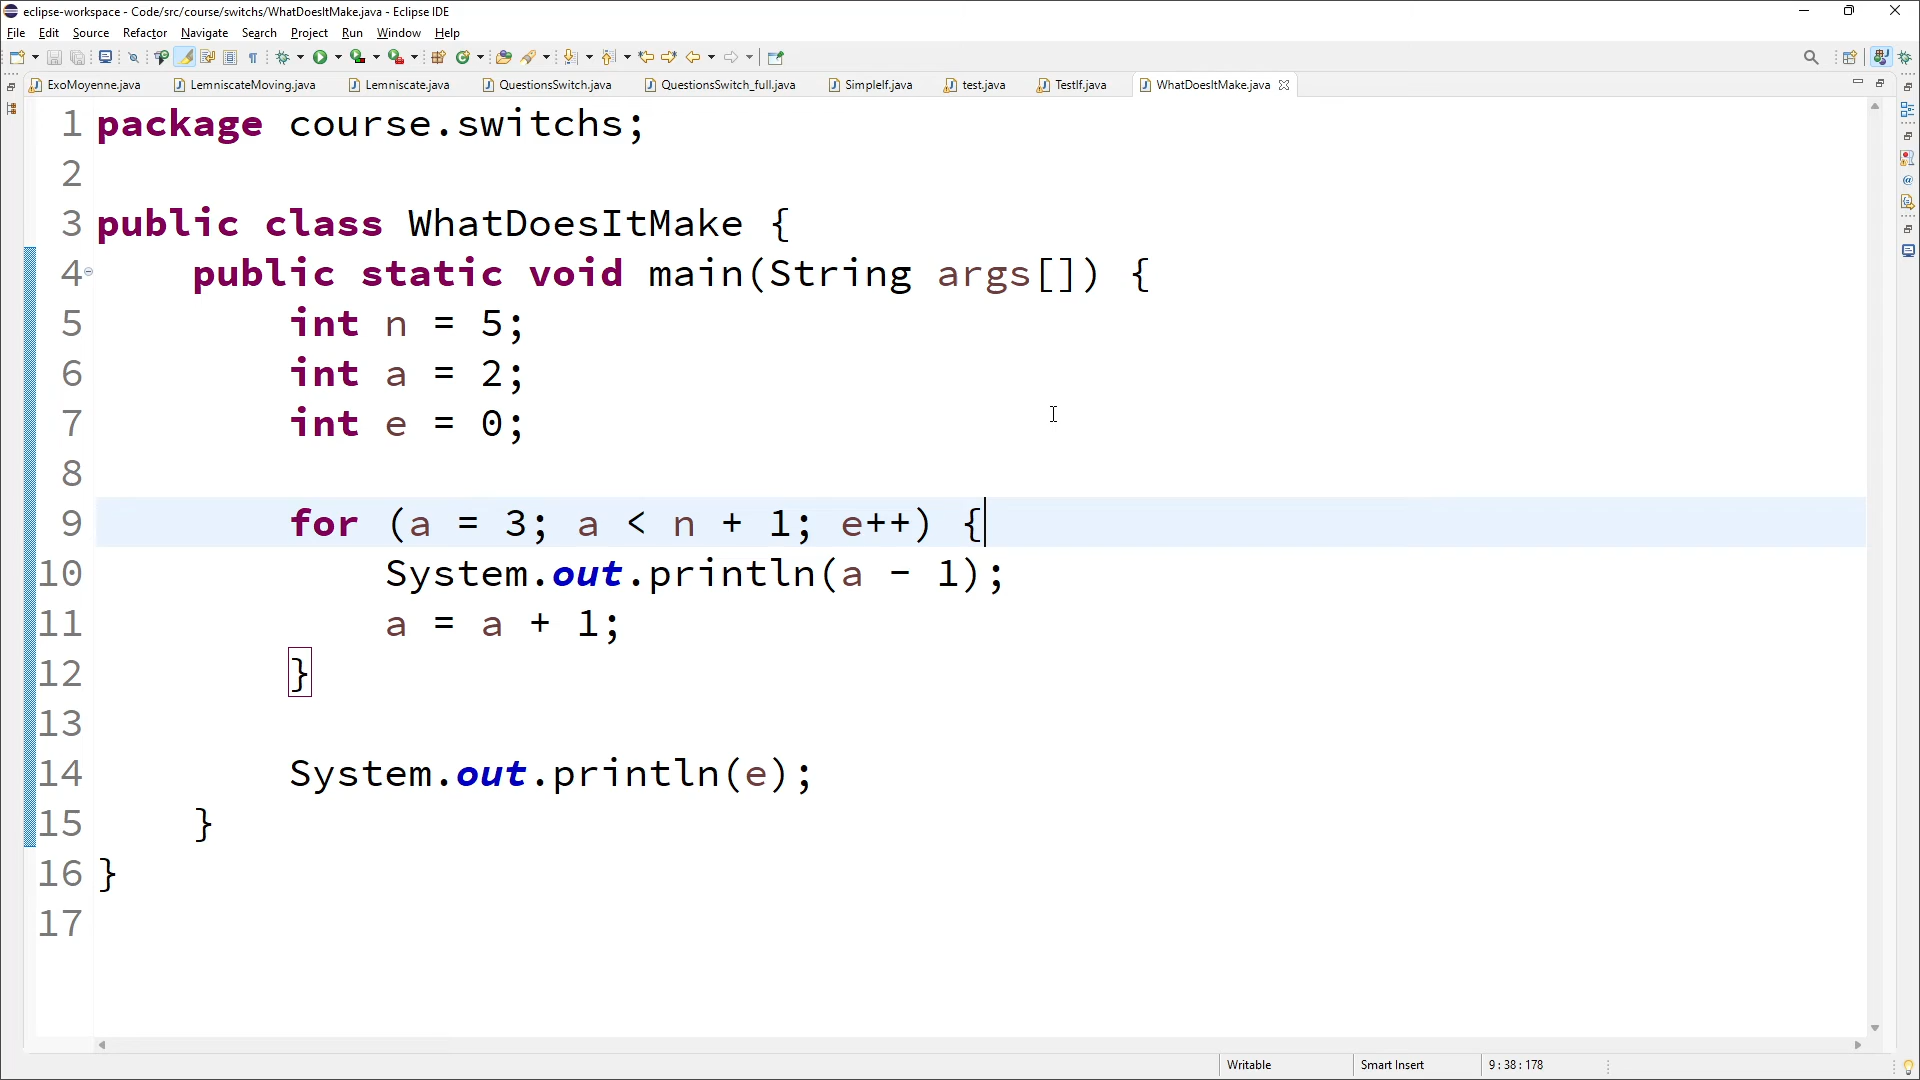 eclipse-workspace - Code/src/course/switchs/WhatDoesItMake.java - Eclipse IDE
File Edit Source Refactor Navigate Search Project Run Window Help
ExoMoyenne.java LemniscateMoving.java Lemniscate.java QuestionsSwitch.java QuestionsSwitch_full.java SimpleIf.java test.java TestIf.java WhatDoesItMake.java
1 package course.switchs;
2
3 public class WhatDoesItMake {
4 public static void main(String args[]) {
5 int n = 5;
6 int a = 2;
7 int e = 0;
8
9 for (a = 3; a < n + 1; e++) {
10 System.out.println(a - 1);
11 a = a + 1;
12 }
13
14 System.out.println(e);
15 }
16 }
17
Writable Smart Insert 9 : 38 : 178